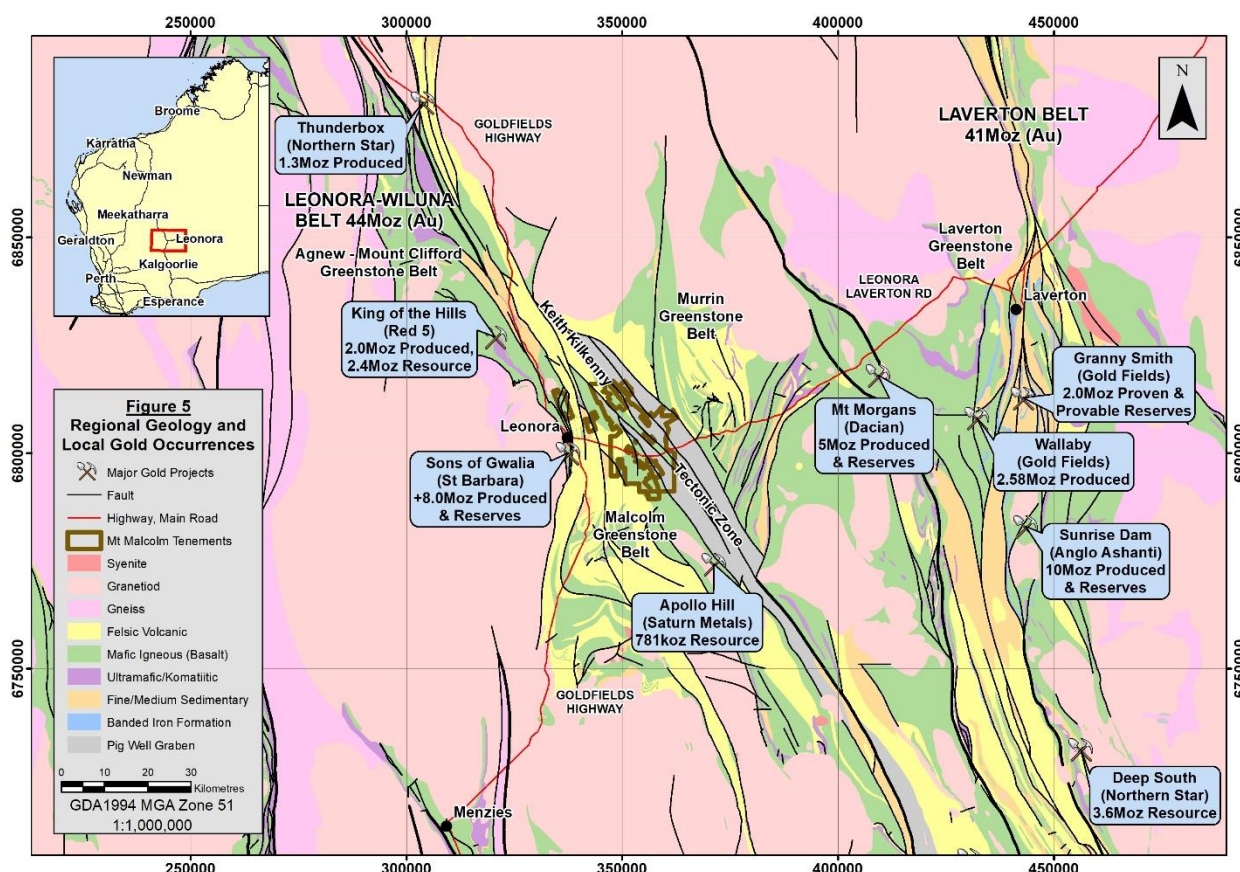 250000
300000
350000
400000
450000
Broome
Karratha
Newman
Meekatharra
Geraldton
Leonora
Kalgoorlie
Perth
Esperance
Thunderbox
(Northern Star)
1.3Moz Produced
GOLDFIELDS
HIGHWAY
LAVERTON BELT
41Moz (Au)
N
LEONORA-WILUNA
BELT 44Moz (Au)
Agnew - Mount Clifford
Greenstone Belt
6850000
6850000
Laverton
Greenstone
Belt
LEONORA
LAVERTON RD
Laverton
Murrin
Greenstone
Belt
King of the Hills
(Red 5)
2.0Moz Produced,
2.4Moz Resource
Keith-Kilkenny
Tectonic Zone
Granny Smith
(Gold Fields)
2.0Moz Proven &
Provable Reserves
Mt Morgans
(Dacian)
5Moz Produced
& Reserves
Wallaby
(Gold Fields)
2.58Moz Produced
Leonora
6800000
6800000
Sons of Gwalia
(St Barbara)
+8.0Moz Produced
& Reserves
Malcolm
Greenstone
Belt
Sunrise Dam
(Anglo Ashanti)
10Moz Produced
& Reserves
Apollo Hill
(Saturn Metals)
781koz Resource
6750000
6750000
GOLDFIELDS
HIGHWAY
Deep South
(Northern Star)
3.6Moz Resource
Menzies
Figure 5
Regional Geology and
Local Gold Occurrences
Major Gold Projects
Fault
Highway, Main Road
Mt Malcolm Tenements
Syenite
Granetiod
Gneiss
Felsic Volcanic
Mafic Igneous (Basalt)
Ultramafic/Komatiitic
Fine/Medium Sedimentary
Banded Iron Formation
Pig Well Graben
0 10 20 30
Kilometres
GDA1994 MGA Zone 51
1:1,000,000
250000
300000
350000
400000
450000